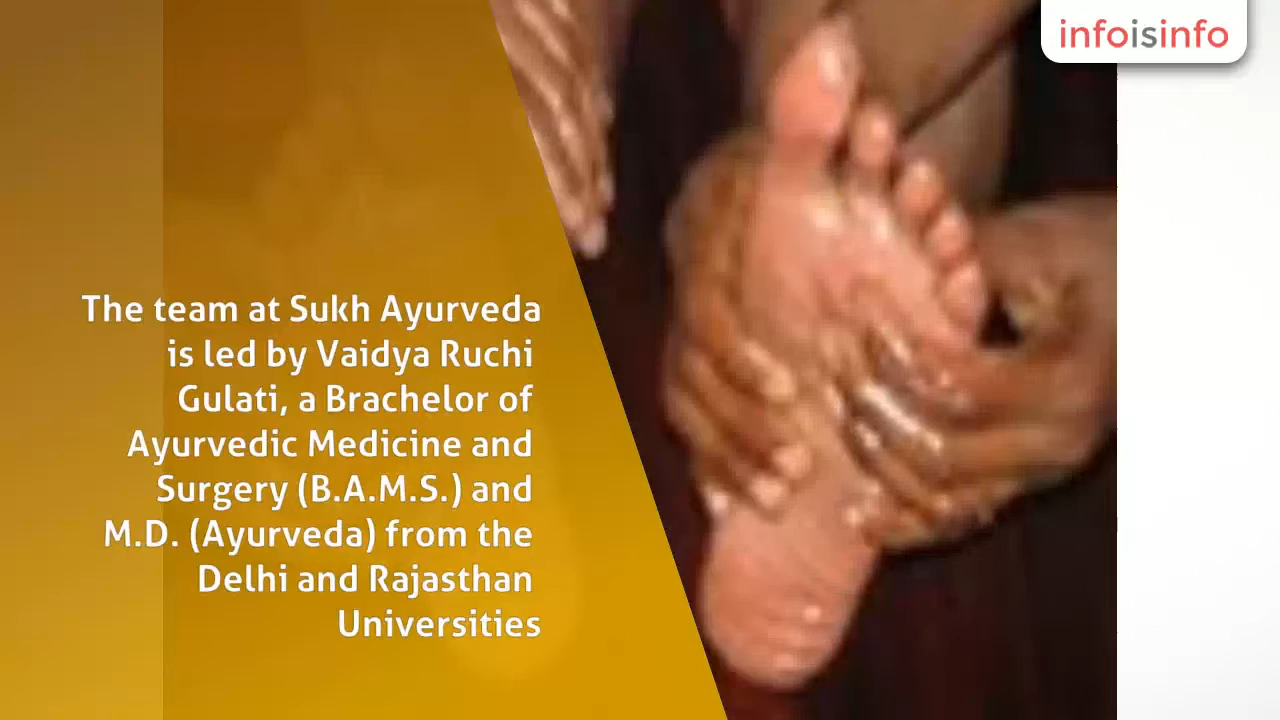 infoisinfo
The team at Sukh Ayurveda
is led by Vaidya Ruchi
Gulati, a Brachelor of
Ayurvedic Medicine and
Surgery (B.A.M.S.) and
M.D. (Ayurveda) from the
Delhi and Rajasthan
Universities